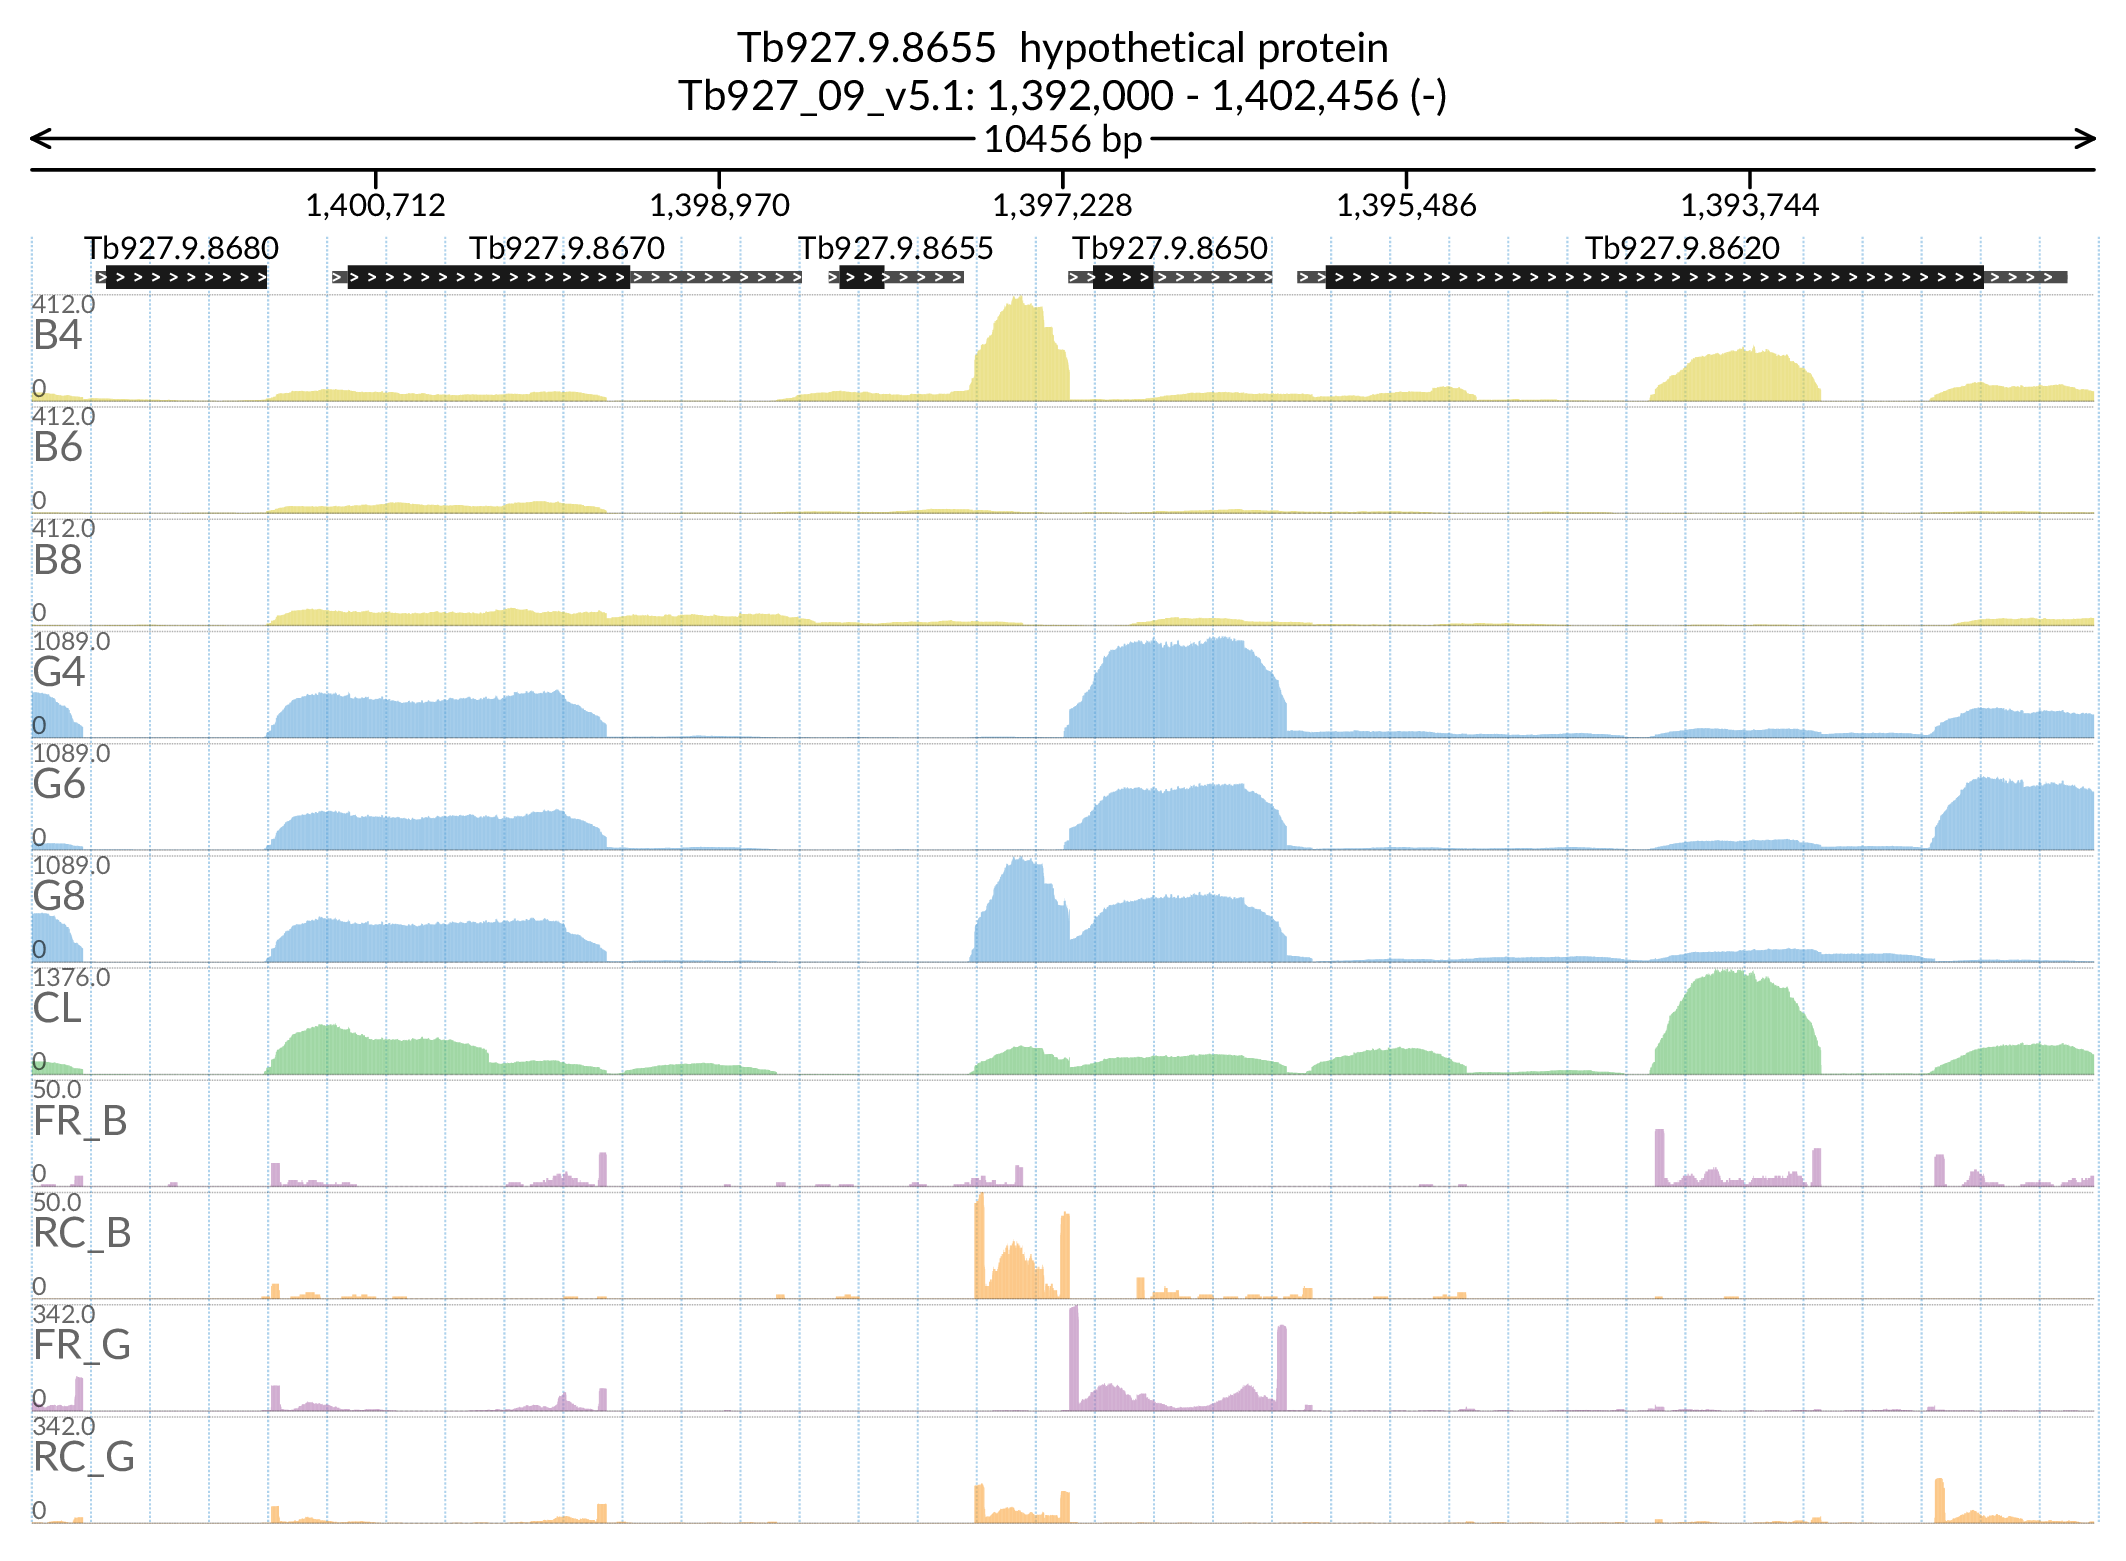 Tb927.9.8655  hypothetical protein
Tb927_09_v5.1: 1,392,000 - 1,402,456 (-)
10456 bp
1,400,712 1,398,970 1,397,228 1,395,486 1,393,744
Tb927.9.8680 Tb927.9.8670 Tb927.9.8655 Tb927.9.8650 Tb927.9.8620
412.0
B4
0
412.0
B6
0
412.0
B8
0
1089.0
G4
0
1089.0
G6
0
1089.0
G8
0
1376.0
CL
0
50.0
FR_B
0
50.0
RC_B
0
342.0
FR_G
0
342.0
RC_G
0